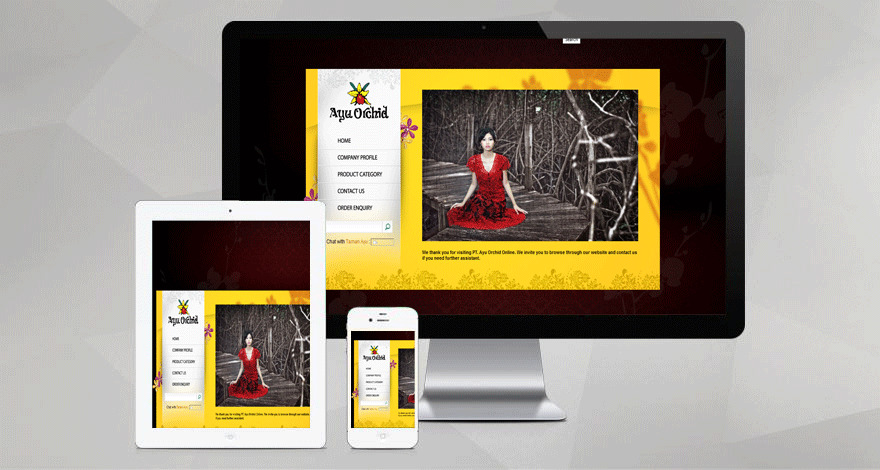 SEARCH
Ayu Orchid
HOME
COMPANY PROFILE
PRODUCT CATEGORY
CONTACT US
ORDER ENQUIRY
Chat with Taman Ayu :
We thank you for visiting PT. Ayu Orchid Online. We invite you to browse through our website and contact us
if you need further assistant.
Ayu Orchid
HOME
COMPANY PROFILE
PRODUCT CATEGORY
CONTACT US
ORDER ENQUIRY
Chat with
We thank you for visiting PT. Ayu Orchid Online. We invite you to browse through our website
if you need further assistant.
Ayu Orchid
HOME
COMPANY PROFILE
PRODUCT CATEGORY
CONTACT US
ORDER ENQUIRY